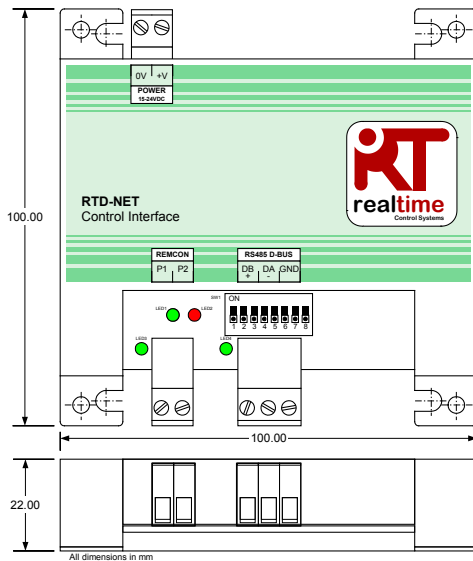 0V +V
POWER
15-24VDC
RT
realtime
Control Systems
RTD-NET
Control Interface
100.00
REMCON
RS485 D-BUS
P1 P2
DB DA GND
+ -
SW1
ON
LED1
LED2
1 2 3 4 5 6 7 8
LED3
LED4
100.00
22.00
All dimensions in mm